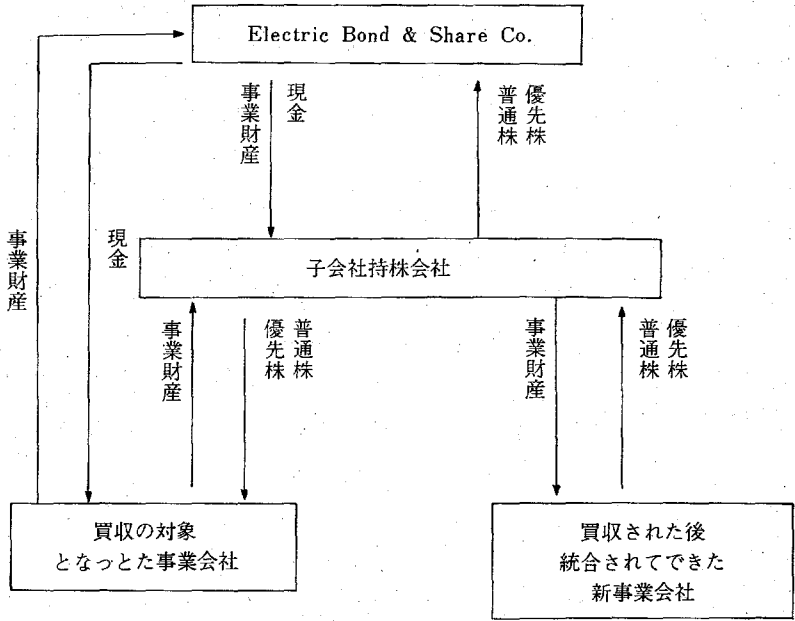 Electric Bond & Share Co.
現金
事業財産
優先株
普通株
事業財産
現金
子会社持株会社
事業財産
普通株
優先株
事業財産
優先株
普通株
買収の対象
となっとた事業会社
買収された後
統合されてできた
新事業会社